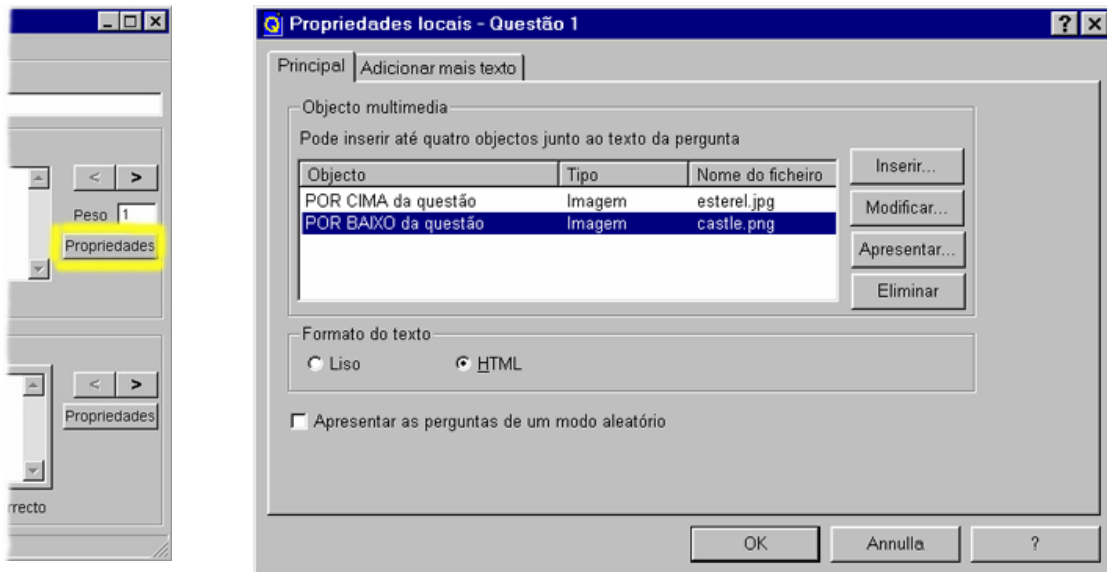 Peso 1
Propriedades
Propriedades
rrecto
Propriedades locais - Questão 1
Principal Adicionar mais texto
Objecto multimedia
Pode inserir até quatro objectos junto ao texto da pergunta
Objecto Tipo Nome do ficheiro
POR CIMA da questão Imagem esterel.jpg
POR BAIXO da questão Imagem castle.png
Inserir...
Modificar...
Apresentar...
Eliminar
Formato do texto
Liso HTML
Apresentar as perguntas de um modo aleatório
OK Annulla ?